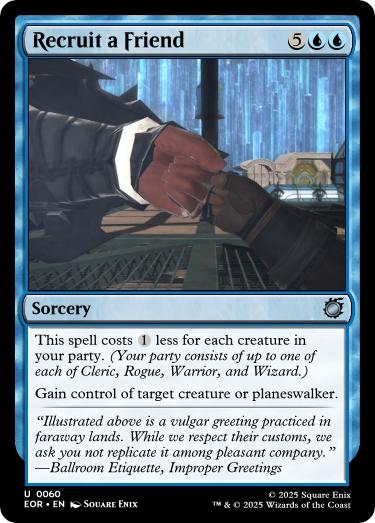 Recruit a Friend 5
Sorcery
This spell costs 1 less for each creature in
your party. (Your party consists of up to one of
each of Cleric, Rogue, Warrior, and Wizard.)
Gain control of target creature or planeswalker.
“Illustrated above is a vulgar greeting practiced in
faraway lands. While we respect their customs, we
ask you not replicate it among pleasant company.”
—Ballroom Etiquette, Improper Greetings
U 0060 © 2025 Square Enix
EOR • EN Square Enix ™ & © 2025 Wizards of the Coast